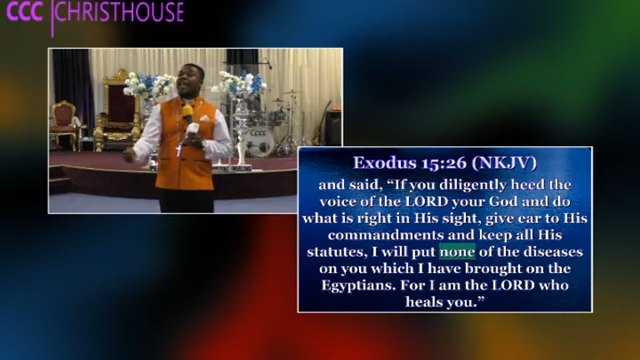 CCC CHRISTHOUSE
Exodus 15:26 (NKJV)
and said, “If you diligently heed the
voice of the LORD your God and do
what is right in His sight, give ear to His
commandments and keep all His
statutes, I will put none of the diseases
on you which I have brought on the
Egyptians. For I am the LORD who
heals you.”
CCC